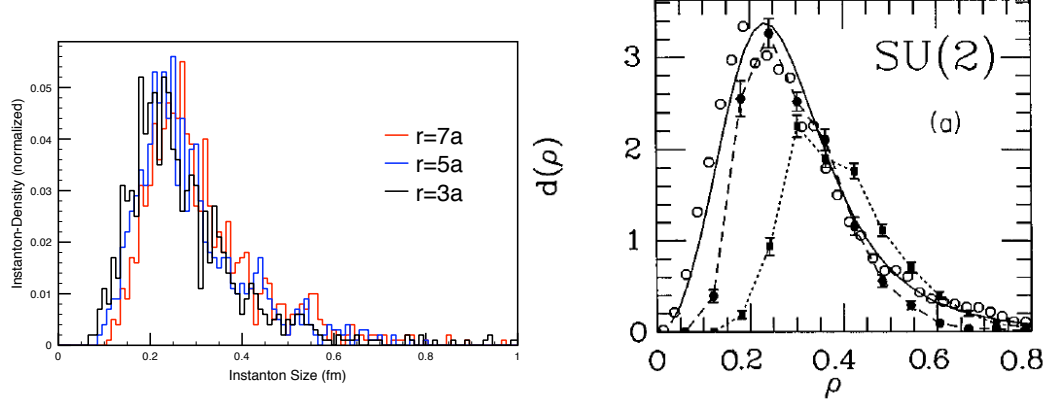 Instanton-Density (normalized)
0.05
0.04
0.03
0.02
0.01
0
r=7a
r=5a
r=3a
0
0.2
0.4
0.6
0.8
1
Instanton Size (fm)
d(ρ)
3
2
1
0
SU(2)
(a)
0
0.2
0.4
0.6
0.8
ρ